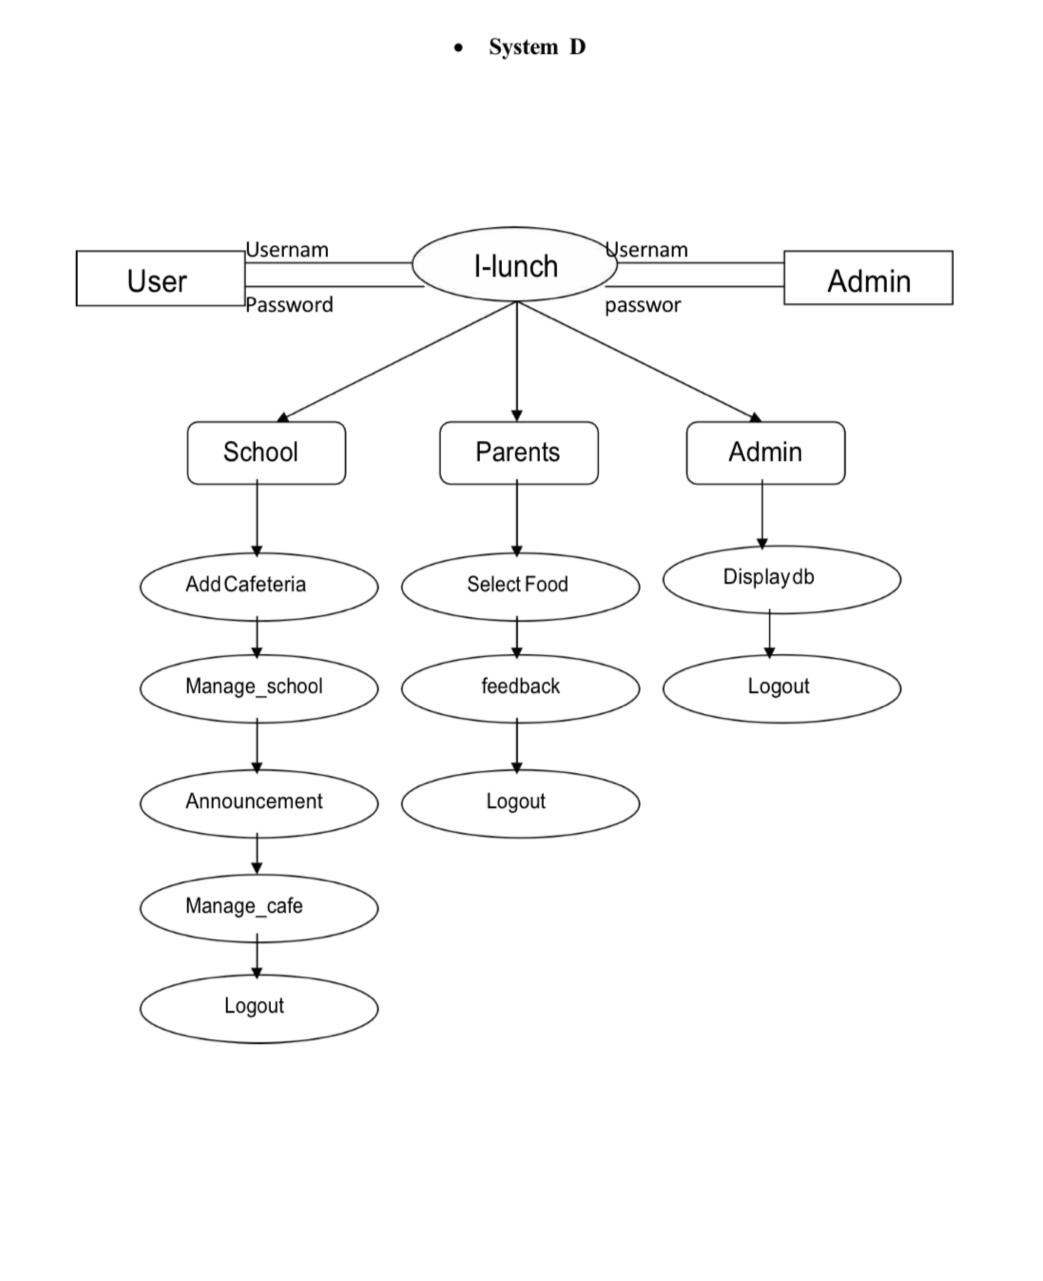 • System D
Usernam
Usernam
User
I-lunch
Admin
Password
passwor
School
Parents
Admin
Add Cafeteria
Select Food
Display db
Manage_school
feedback
Logout
Announcement
Logout
Manage_cafe
Logout